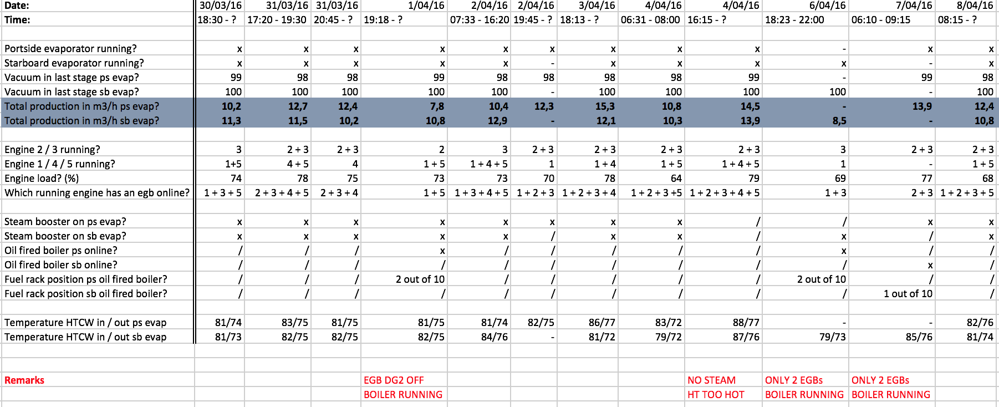 Date: 30/03/16 31/03/16 31/03/16 1/04/16 2/04/16 2/04/16 3/04/16 4/04/16 4/04/16 6/04/16 7/04/16 8/04/16
Time: 18:30 - ? 17:20 - 19:30 20:45 - ? 19:18 - ? 07:33 - 16:20 19:45 - ? 18:13 - ? 06:31 - 08:00 16:15 - ? 18:23 - 22:00 06:10 - 09:15 08:15 - ?
Portside evaporator running? x x x x x x x x x - x x
Starboard evaporator running? x x x x x - x x x x - x
Vacuum in last stage ps evap? 99 98 98 99 98 98 98 98 99 - 99 98
Vacuum in last stage sb evap? 100 100 100 100 100 - 100 100 100 100 - 100
Total production in m3/h ps evap? 10,2 12,7 12,4 7,8 10,4 12,3 15,3 10,8 14,5 - 13,9 12,4
Total production in m3/h sb evap? 11,3 11,5 10,2 10,8 12,9 - 12,1 10,3 13,9 8,5 - 10,8
Engine 2 / 3 running? 3 2 + 3 2 + 3 2 3 2 + 3 2 + 3 2 + 3 2 + 3 3 2 + 3 2 + 3
Engine 1 / 4 / 5 running? 1+5 4 + 5 4 1 + 5 1 + 4 + 5 1 1 + 4 1 + 5 1 + 4 + 5 1 - 1 + 5
Engine load? (%) 74 78 75 73 73 70 78 64 79 69 77 68
Which running engine has an egb online? 1 + 3 + 5 2 + 3 + 4 + 5 2 + 3 + 4 1 + 5 1 + 3 + 4 + 5 1 + 2 + 3 1 + 2 + 3 + 4 1 + 2 + 3 +5 1 + 2 + 3 + 4 + 5 1 + 3 2 + 3 1 + 2 + 3 + 5
Steam booster on ps evap? x x x x x x x x / / x x
Steam booster on sb evap? x x x x x / x x / x / x
Oil fired boiler ps online? / / / x / / / / / x / /
Oil fired boiler sb online? / / / / / / / / / / x /
Fuel rack position ps oil fired boiler? / / / 2 out of 10 / / / / / 2 out of 10 / /
Fuel rack position sb oil fired boiler? / / / / / / / / / / 1 out of 10 /
Temperature HTCW in / out ps evap 81/74 83/75 81/75 81/75 81/74 82/75 86/77 83/72 88/77 - - 82/76
Temperature HTCW in / out sb evap 81/73 82/75 82/75 82/75 84/76 - 81/72 79/72 87/76 79/73 85/76 81/74
Remarks EGB DG2 OFF NO STEAM ONLY 2 EGBs ONLY 2 EGBs
BOILER RUNNING HT TOO HOT BOILER RUNNING BOILER RUNNING